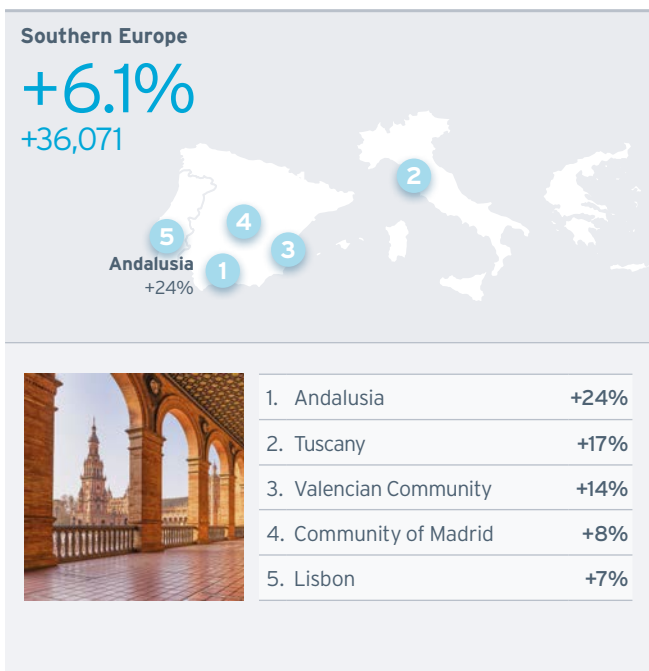 Southern Europe
+6.1%
+36,071
2
4
5
3
Andalusia
1
+24%
1. Andalusia +24%
2. Tuscany +17%
3. Valencian Community +14%
4. Community of Madrid +8%
5. Lisbon +7%